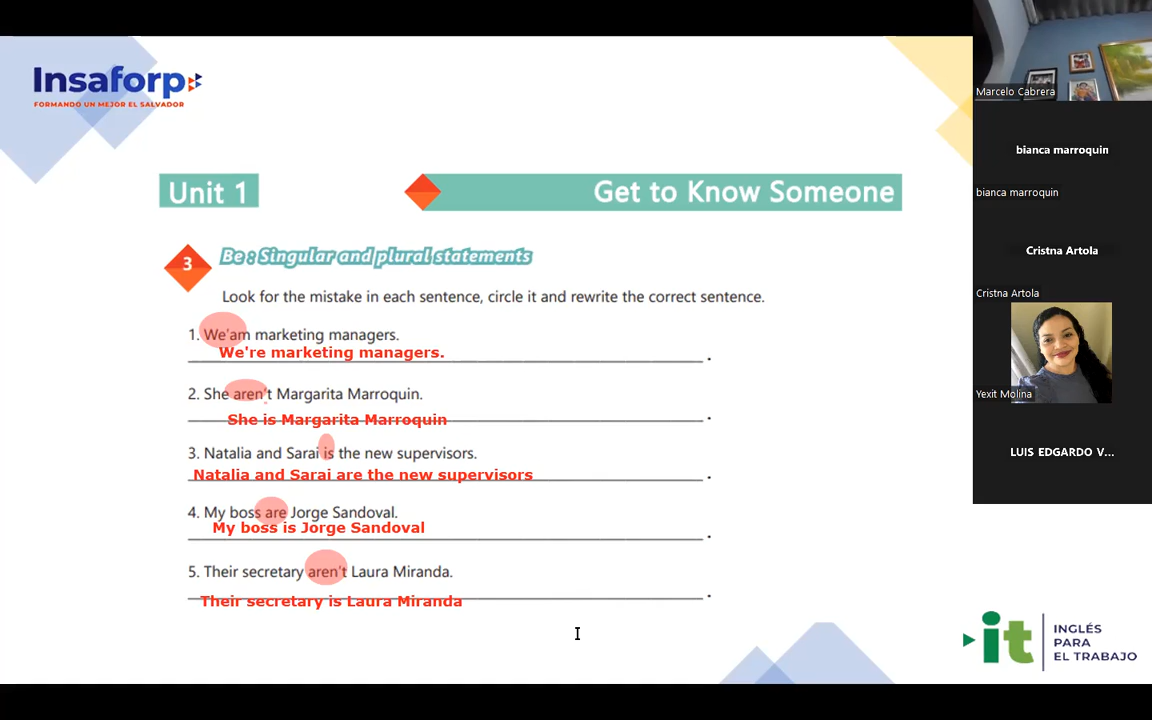 Insaforp
FORMANDO UN MEJOR EL SALVADOR
Unit 1
Get to Know Someone
3
Be : Singular and plural statements
Look for the mistake in each sentence, circle it and rewrite the correct sentence.
1. We'am marketing managers.
We're marketing managers.
2. She aren't Margarita Marroquin.
She is Margarita Marroquin
3. Natalia and Sarai is the new supervisors.
Natalia and Sarai are the new supervisors
4. My boss are Jorge Sandoval.
My boss is Jorge Sandoval
5. Their secretary aren't Laura Miranda.
Their secretary is Laura Miranda
it
INGLÉS
PARA
EL TRABAJO
Marcelo Cabrera
bianca marroquin
bianca marroquin
Cristna Artola
Cristna Artola
Yexit Molina
LUIS EDGARDO V...